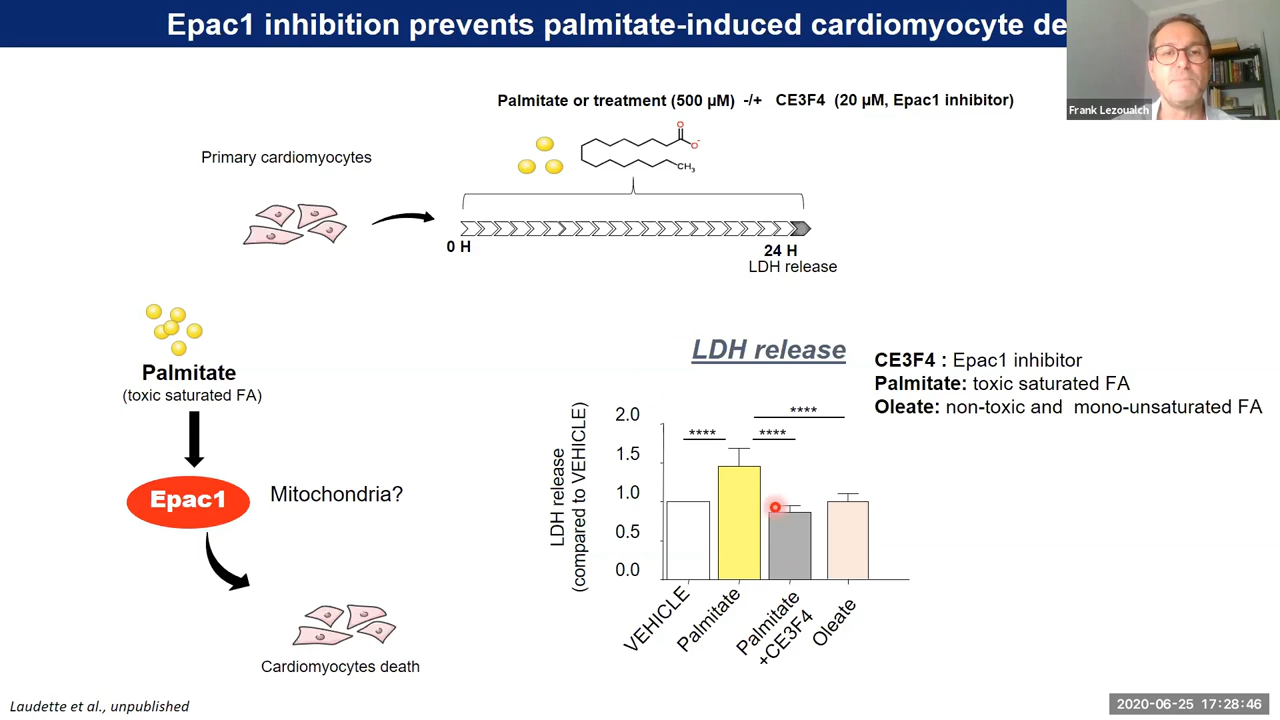 Epac1 inhibition prevents palmitate-induced cardiomyocyte de
Frank Lezoualch
Palmitate or treatment (500 µM) -/+ CE3F4 (20 µM, Epac1 inhibitor)
Primary cardiomyocytes
O
O-
CH3
0 H
24 H
LDH release
Palmitate
(toxic saturated FA)
Epac1
Mitochondria?
Cardiomyocytes death
LDH release
CE3F4 : Epac1 inhibitor
Palmitate: toxic saturated FA
Oleate: non-toxic and mono-unsaturated FA
LDH release
(compared to VEHICLE)
2.0
1.5
1.0
0.5
0.0
****
****
****
VEHICLE
Palmitate
Palmitate
+CE3F4
Oleate
Laudette et al., unpublished
2020-06-25 17:28:46